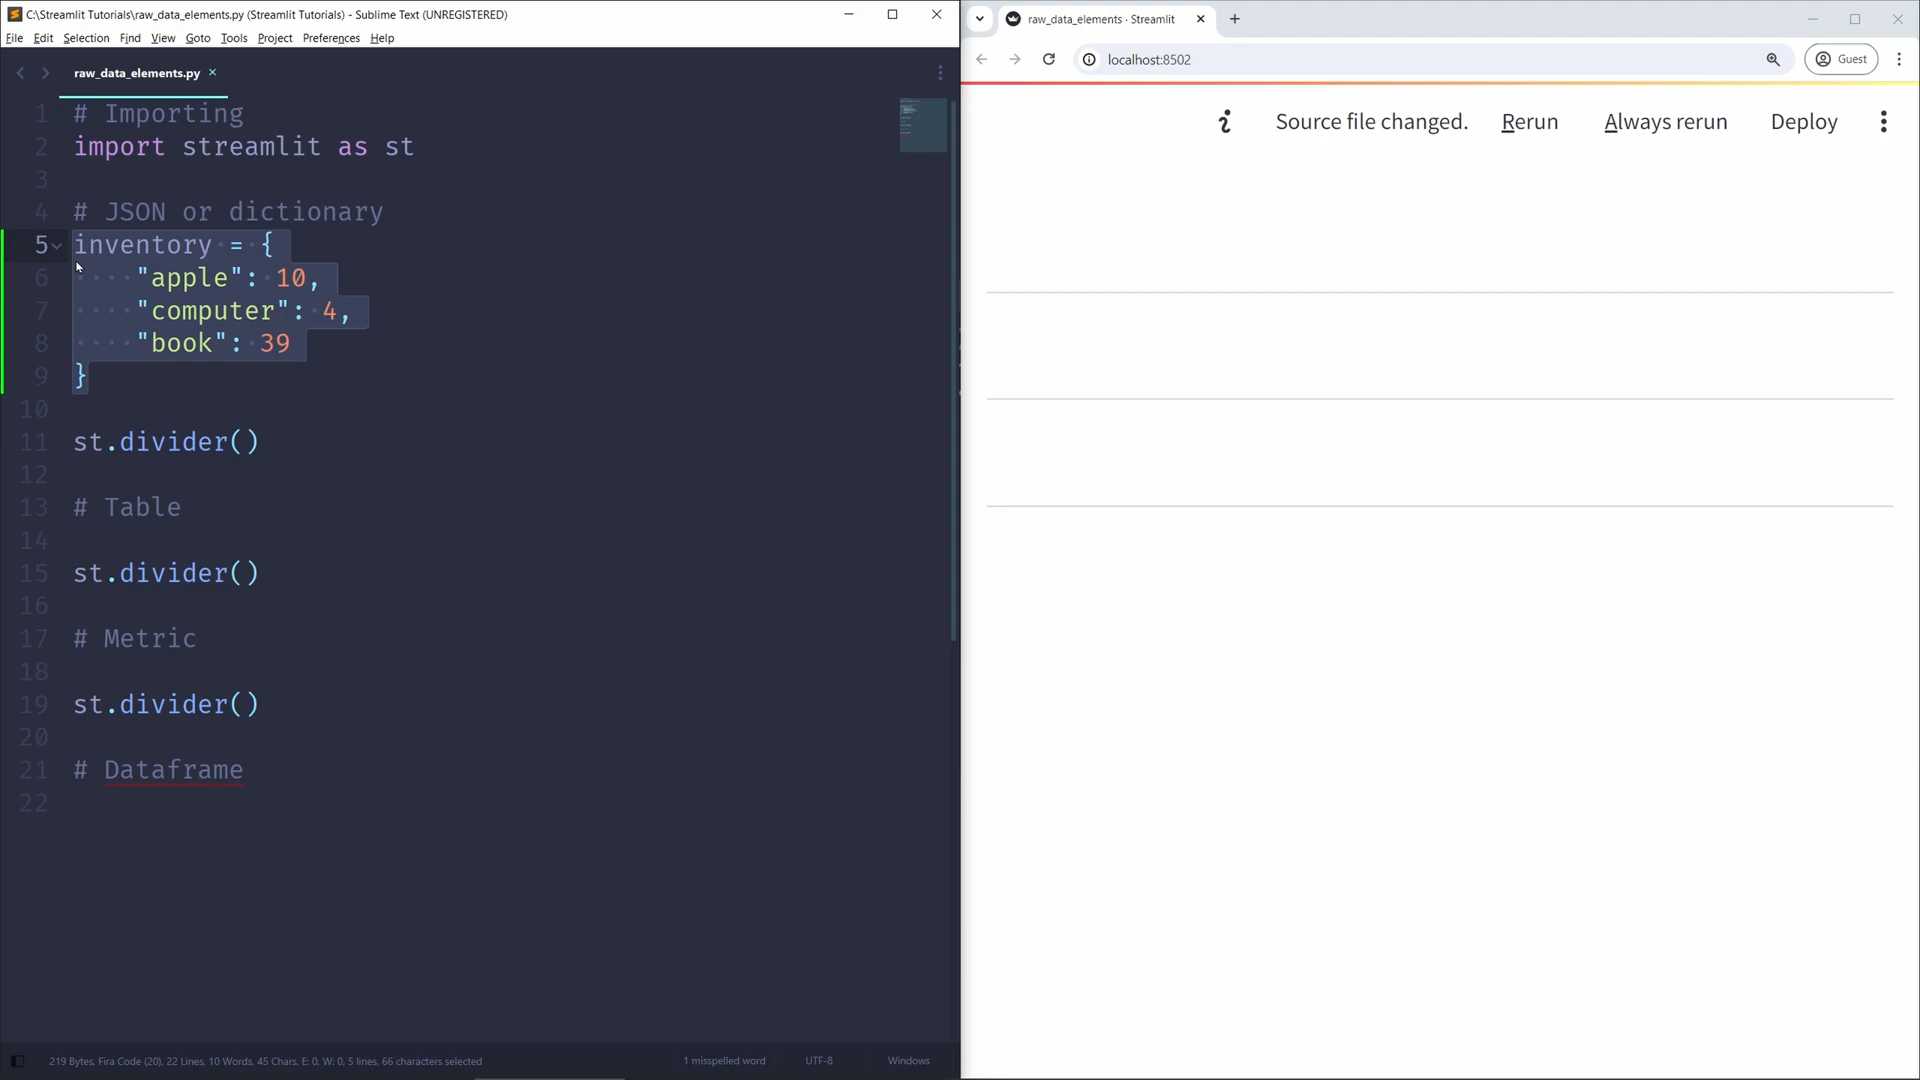 C:\Streamlit Tutorials\raw_data_elements.py (Streamlit Tutorials) - Sublime Text (UNREGISTERED)
File Edit Selection Find View Goto Tools Project Preferences Help
raw_data_elements.py
1 # Importing
2 import streamlit as st
3
4 # JSON or dictionary
5 inventory = {
6 "apple": 10,
7 "computer": 4,
8 "book": 39
9 }
10
11 st.divider()
12
13 # Table
14
15 st.divider()
16
17 # Metric
18
19 st.divider()
20
21 # Dataframe
22
219 Bytes, Fira Code (20), 22 Lines, 10 Words, 45 Chars, E: 0, W: 0, 5 lines, 66 characters selected 1 misspelled word UTF-8 Windows
raw_data_elements · Streamlit
localhost:8502 Guest
Source file changed. Rerun Always rerun Deploy